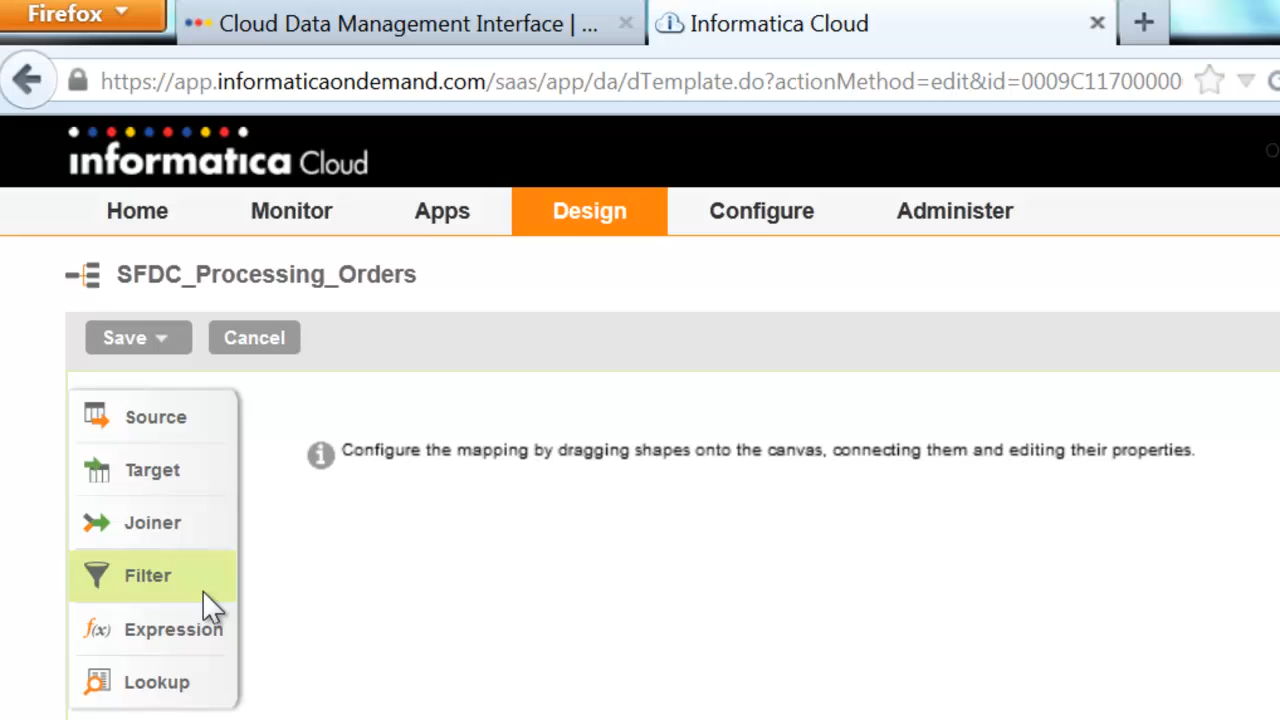 Firefox
Cloud Data Management Interface | ...
Informatica Cloud
https://app.informaticaondemand.com/saas/app/da/dTemplate.do?actionMethod=edit&id=0009C11700000
informatica Cloud
Home
Monitor
Apps
Design
Configure
Administer
SFDC_Processing_Orders
Save
Cancel
Source
Configure the mapping by dragging shapes onto the canvas, connecting them and editing their properties.
Target
Joiner
Filter
f(x) Expression
Lookup